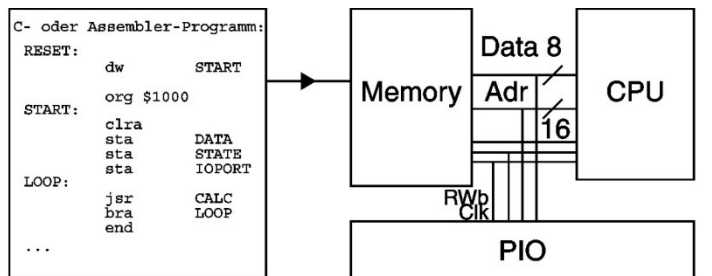 C- oder Assembler-Programm:
RESET:
dw START
org $1000
START:
clra
sta DATA
sta STATE
sta IOPORT
LOOP:
jsr CALC
bra LOOP
end
...
Memory
Data 8
Adr
16
CPU
RWb
Clk
PIO